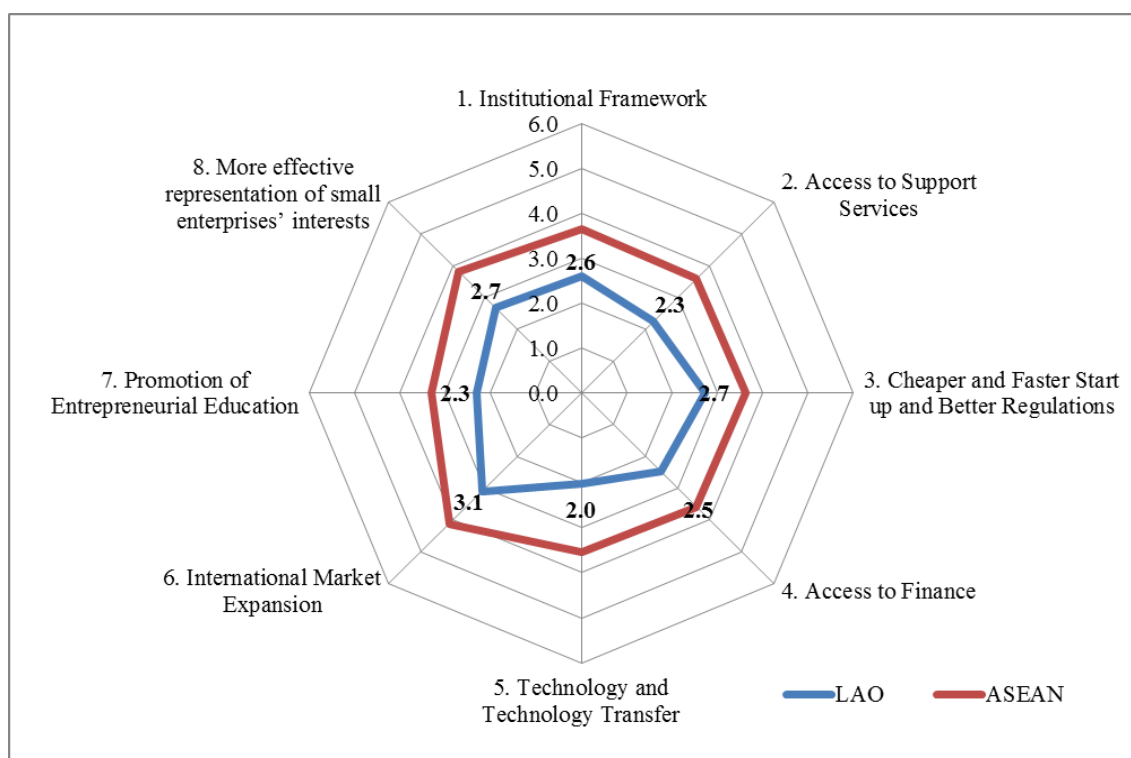 1. Institutional Framework
6.0
5.0
4.0
3.0
2.0
1.0
0.0
2. Access to Support
Services
3. Cheaper and Faster Start
up and Better Regulations
4. Access to Finance
5. Technology and
Technology Transfer
6. International Market
Expansion
7. Promotion of
Entrepreneurial Education
8. More effective
representation of small
enterprises’ interests
2.6
2.3
2.7
2.5
2.0
3.1
2.3
2.7
LAO
ASEAN